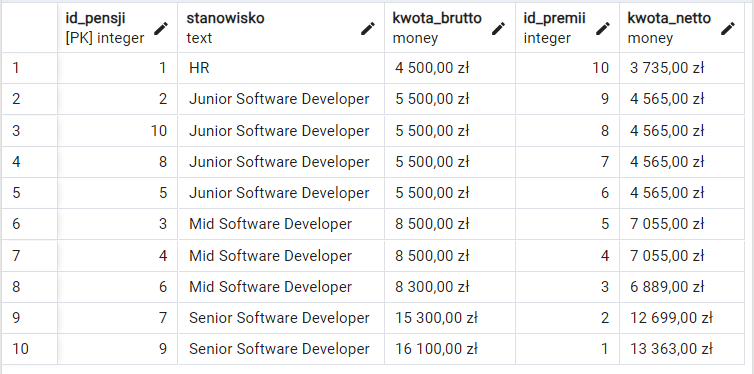 id_pensji stanowisko kwota_brutto id_premii kwota_netto
[PK] integer text money integer money
1 1 HR 4 500,00 zł 10 3 735,00 zł
2 2 Junior Software Developer 5 500,00 zł 9 4 565,00 zł
3 10 Junior Software Developer 5 500,00 zł 8 4 565,00 zł
4 8 Junior Software Developer 5 500,00 zł 7 4 565,00 zł
5 5 Junior Software Developer 5 500,00 zł 6 4 565,00 zł
6 3 Mid Software Developer 8 500,00 zł 5 7 055,00 zł
7 4 Mid Software Developer 8 500,00 zł 4 7 055,00 zł
8 6 Mid Software Developer 8 300,00 zł 3 6 889,00 zł
9 7 Senior Software Developer 15 300,00 zł 2 12 699,00 zł
10 9 Senior Software Developer 16 100,00 zł 1 13 363,00 zł